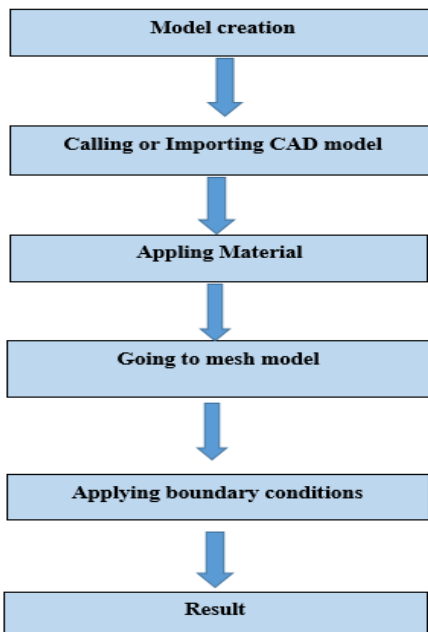 Model creation
Calling or Importing CAD model
Appling Material
Going to mesh model
Applying boundary conditions
Result